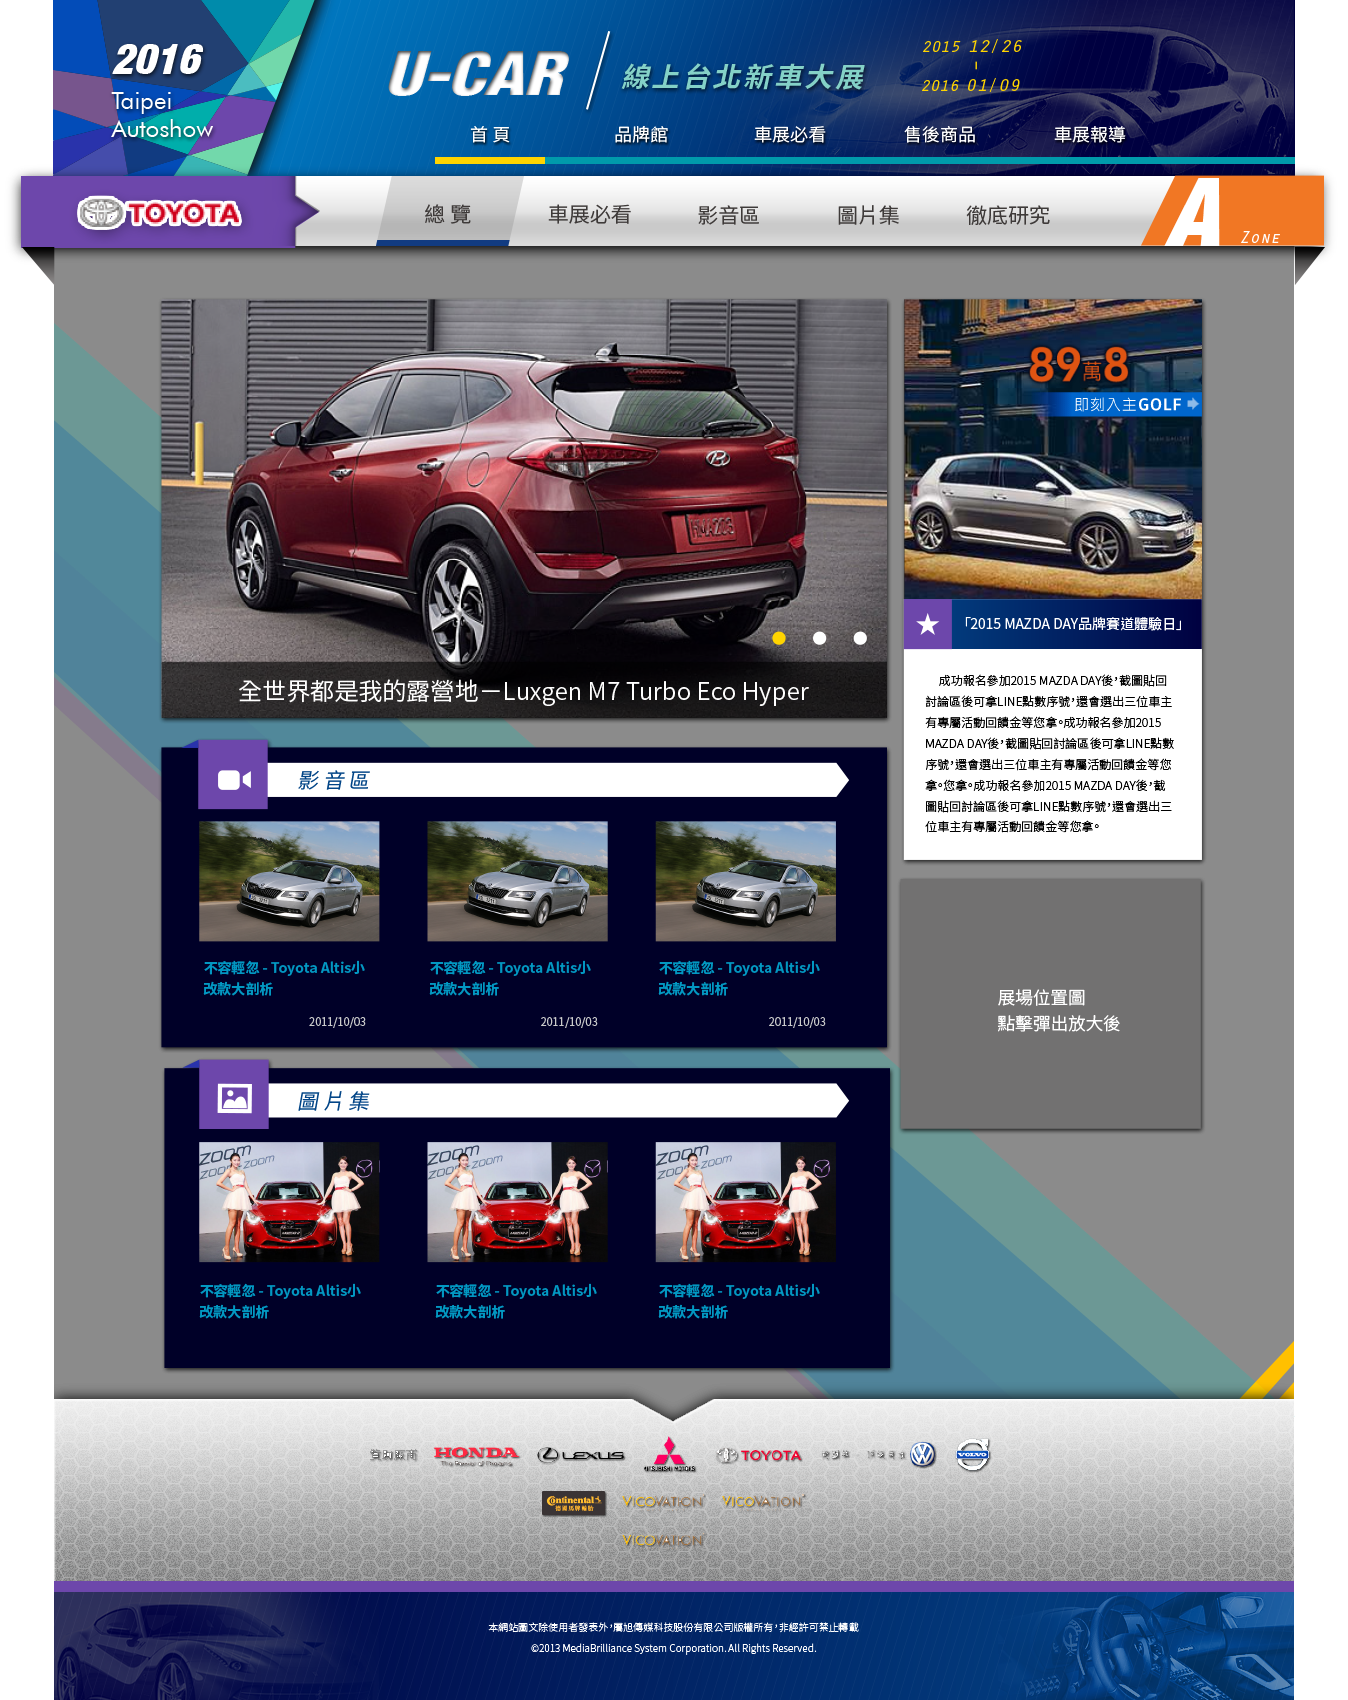 2016
Taipei
Autoshow
U-CAR
線上台北新車大展
2015 12/26
2016 01/09
首 頁
品牌館
車展必看
售後商品
車展報導
TOYOTA
總 覽
車展必看
影音區
圖片集
徹底研究
A
ZONE
89萬8
即刻入主GOLF
全世界都是我的露營地－Luxgen M7 Turbo Eco Hyper
「2015 MAZDA DAY品牌賽道體驗日」
成功報名參加2015 MAZDA DAY後，截圖貼回
討論區後可拿LINE點數序號，還會選出三位車主
有專屬活動回饋金等您拿。成功報名參加2015
MAZDA DAY後，截圖貼回討論區後可拿LINE點數
序號，還會選出三位車主有專屬活動回饋金等您
拿。您拿。成功報名參加2015 MAZDA DAY後，截
圖貼回討論區後可拿LINE點數序號，還會選出三
位車主有專屬活動回饋金等您拿。
影音區
不容輕忽 - Toyota Altis小
改款大剖析
2011/10/03
不容輕忽 - Toyota Altis小
改款大剖析
2011/10/03
不容輕忽 - Toyota Altis小
改款大剖析
2011/10/03
展場位置圖
點擊彈出放大後
圖片集
ZOOM
ZOOM
ZOOM
ZOOM
ZOOM
ZOOM
不容輕忽 - Toyota Altis小
改款大剖析
不容輕忽 - Toyota Altis小
改款大剖析
不容輕忽 - Toyota Altis小
改款大剖析
贊助廠商
HONDA
The Power of Dreams
LEXUS
MITSUBISHI MOTORS
TOYOTA
VOLVO
Continental
德國馬牌輪胎
VICOVATION
VICOVATION
VICOVATION
本網站圖文除使用者發表外，屬旭傳媒科技股份有限公司版權所有，非經許可禁止轉載
©2013 MediaBrilliance System Corporation. All Rights Reserved.